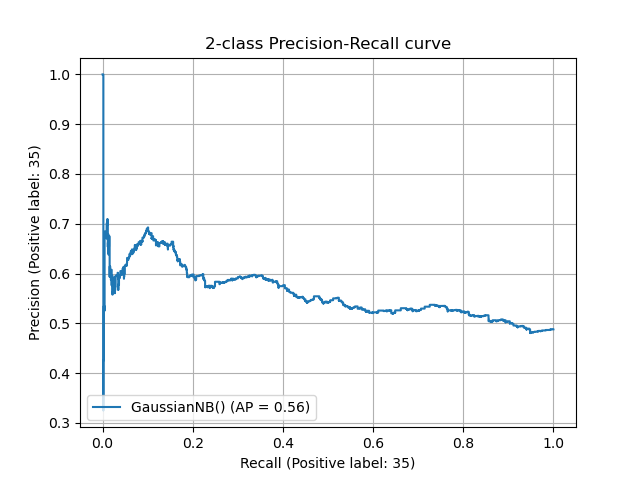 2-class Precision-Recall curve
1.0
0.9
0.8
0.7
0.6
0.5
0.4
0.3
Precision (Positive label: 35)
GaussianNB() (AP = 0.56)
0.0 0.2 0.4 0.6 0.8 1.0
Recall (Positive label: 35)